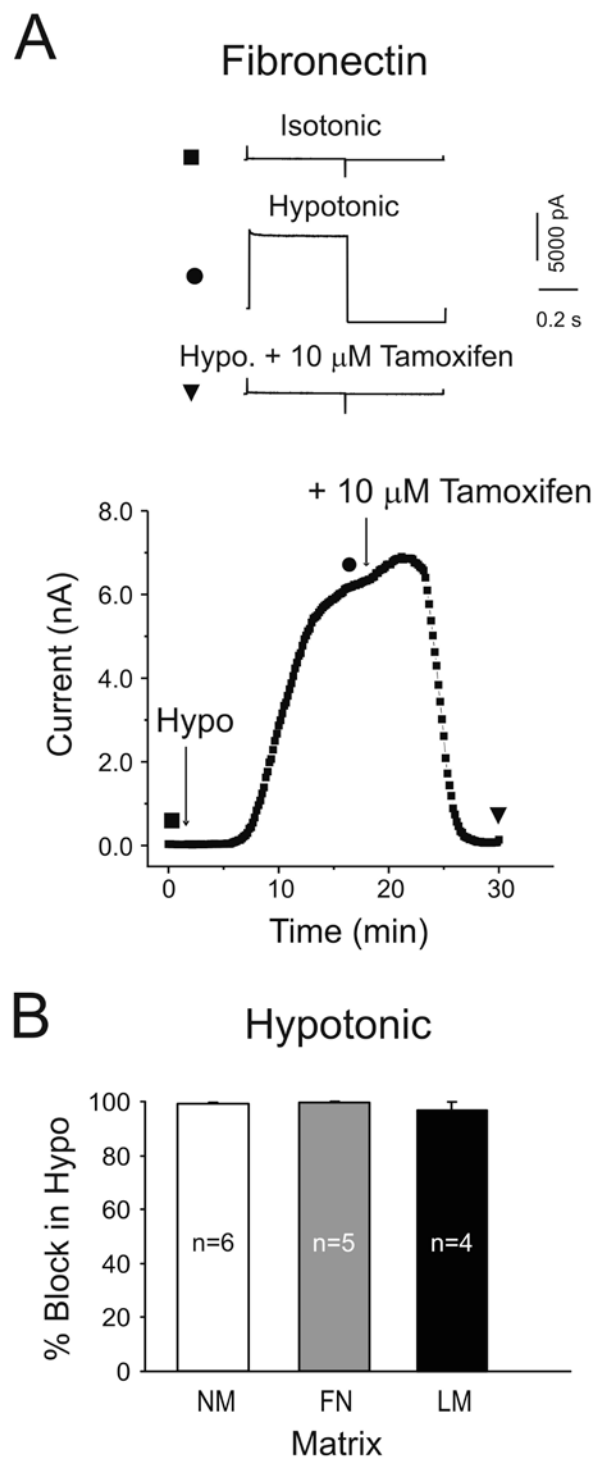 A
Fibronectin
Isotonic
Hypotonic
5000 pA
0.2 s
Hypo. + 10 μM Tamoxifen
+ 10 μM Tamoxifen
8.0
6.0
4.0
2.0
0.0
Current (nA)
Hypo
0 10 20 30
Time (min)
B
Hypotonic
100
80
60
40
20
0
% Block in Hypo
n=6 n=5 n=4
NM FN LM
Matrix